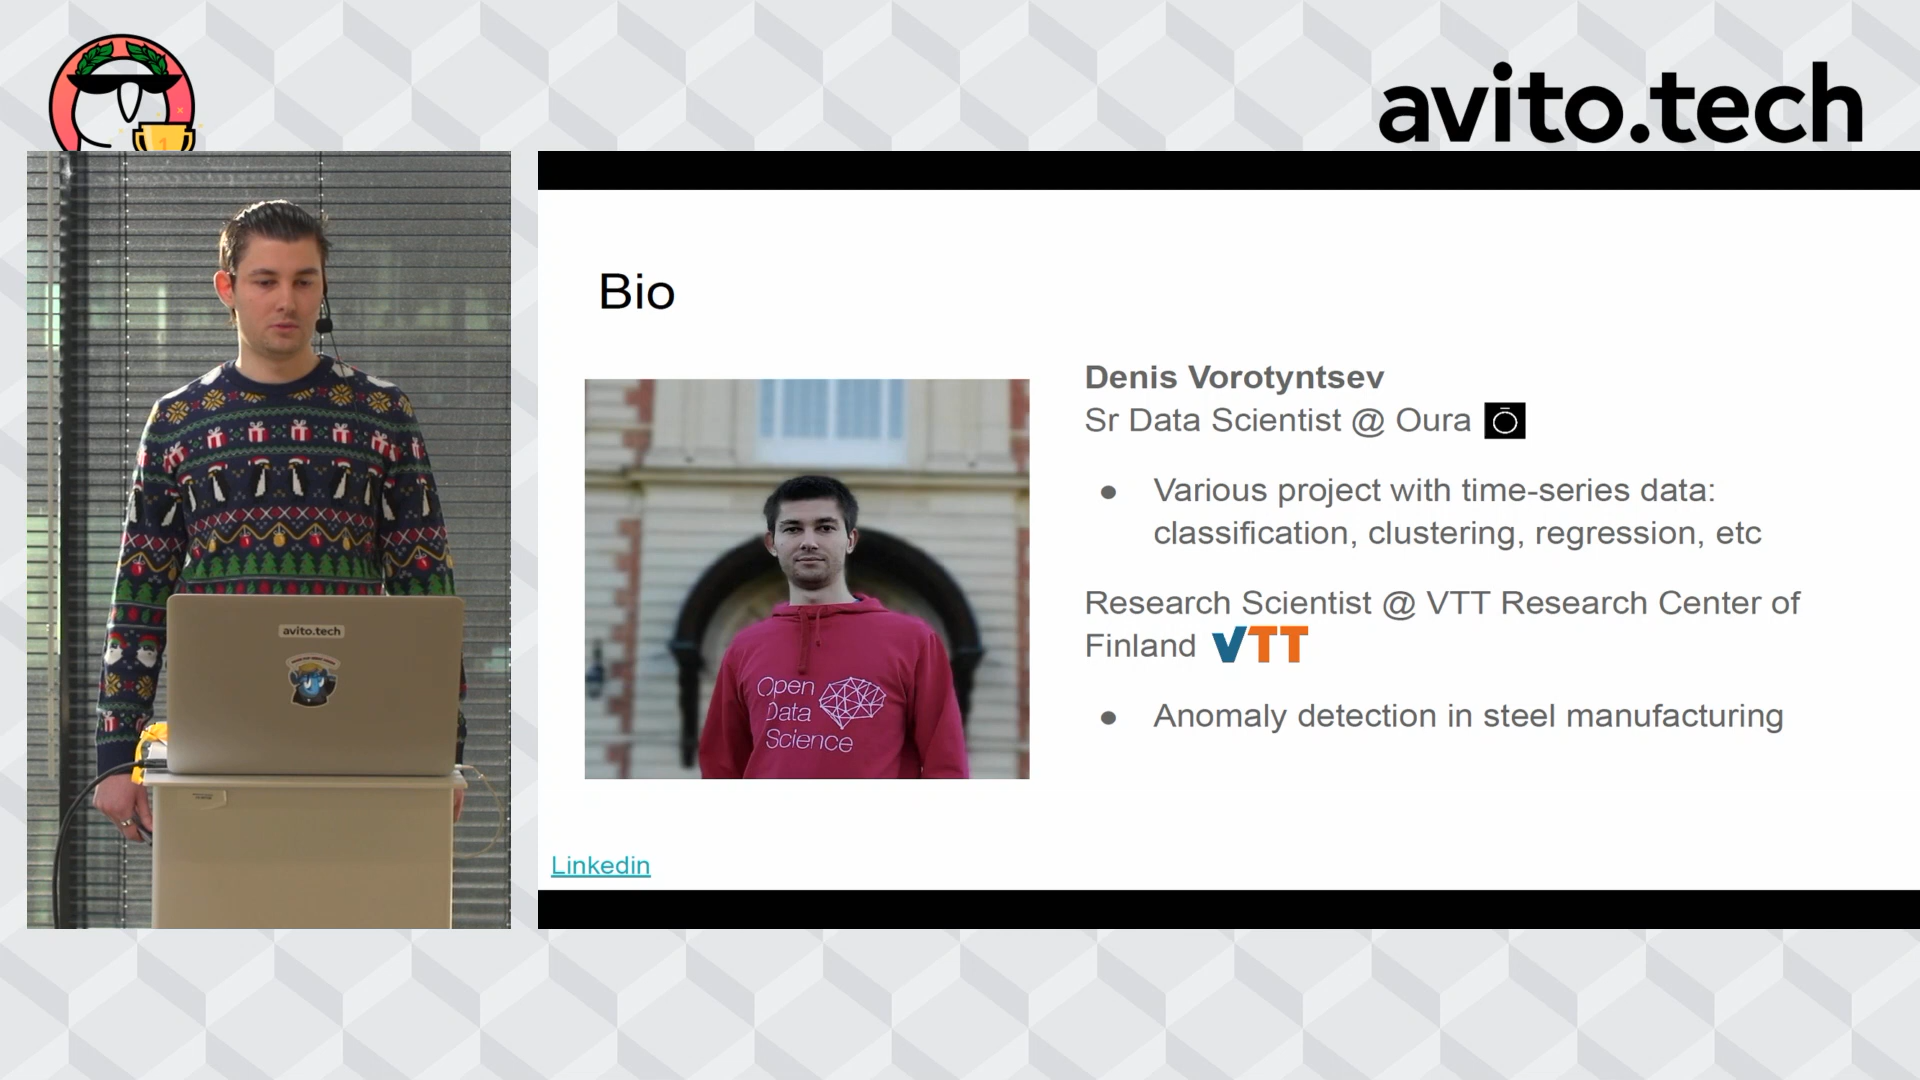 avito.tech
1
Bio
Denis Vorotyntsev
Sr Data Scientist @ Oura
● Various project with time-series data:
classification, clustering, regression, etc
Research Scientist @ VTT Research Center of
Finland VTT
● Anomaly detection in steel manufacturing
Open
Data
Science
Linkedin
avito.tech